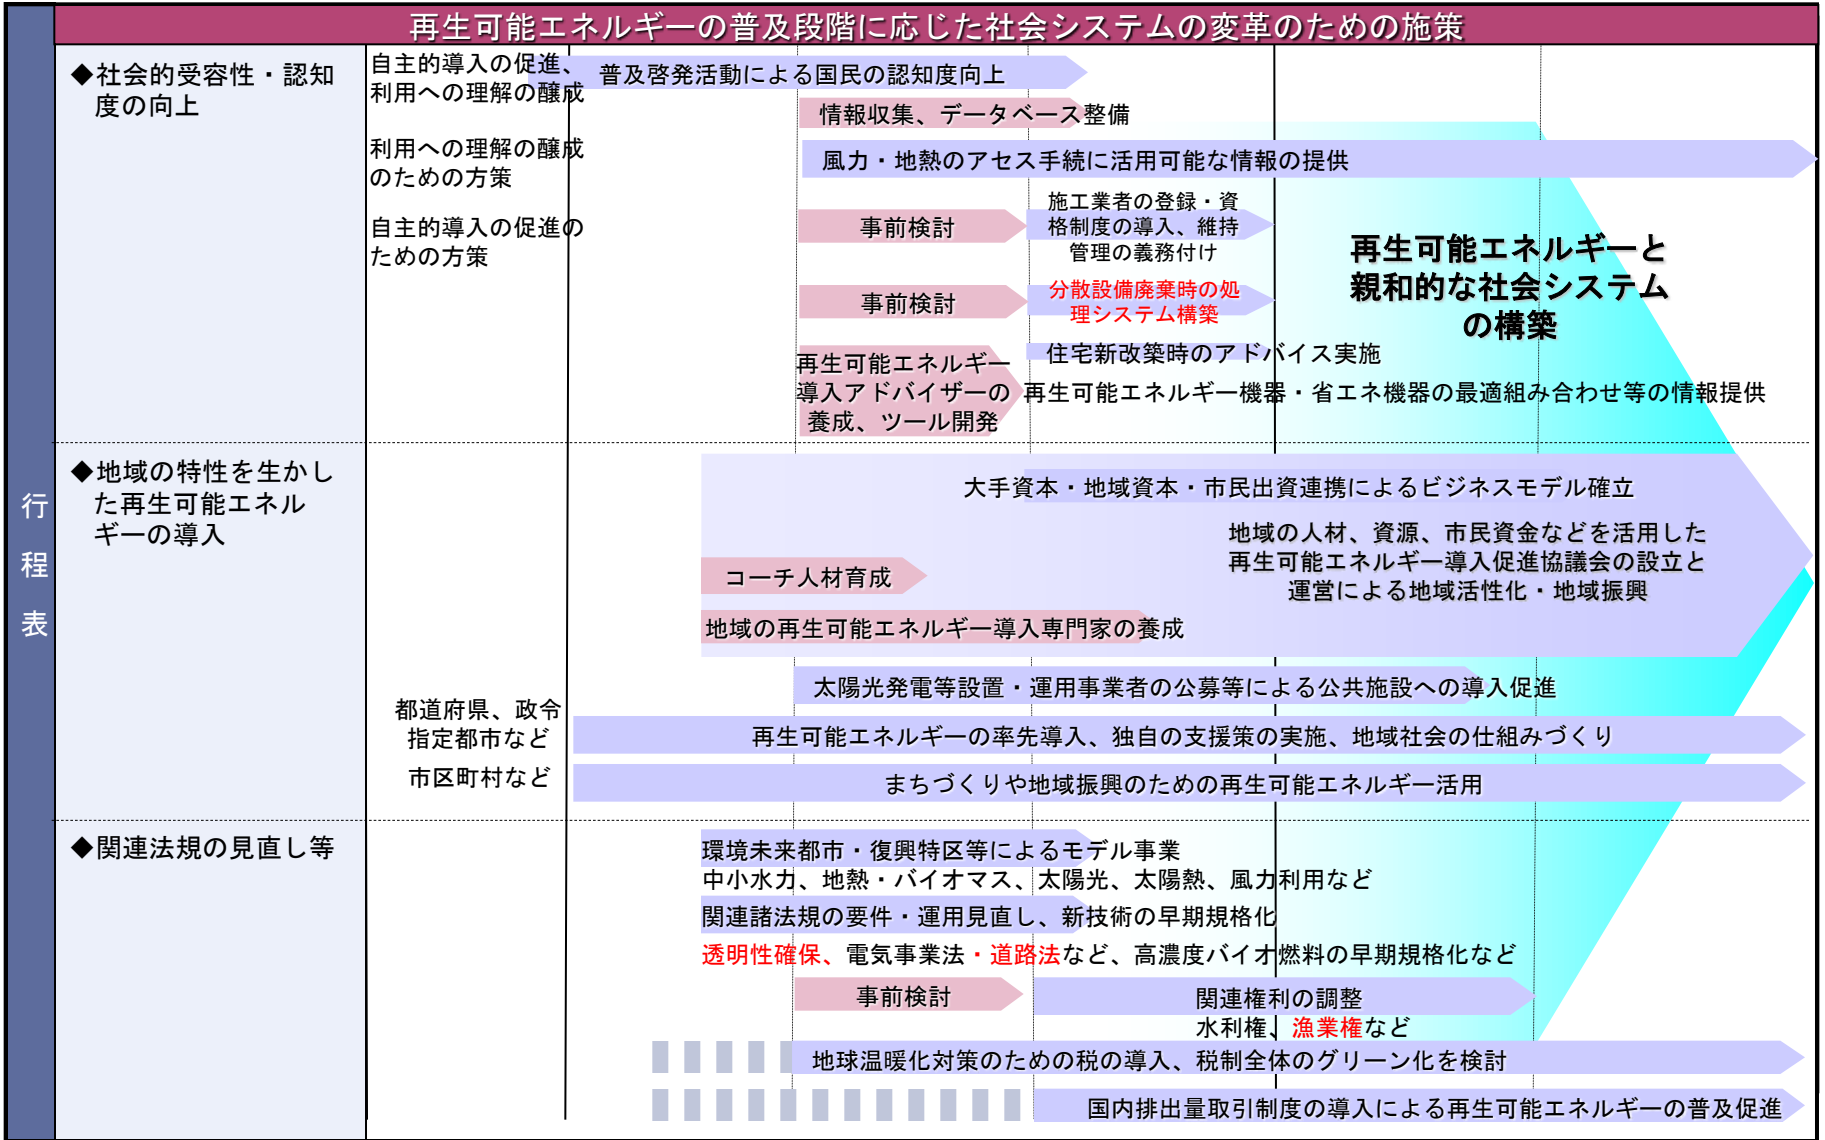 再生可能エネルギーの普及段階に応じた社会システムの変革のための施策
行程表
◆社会的受容性・認知
度の向上
自主的導入の促進、
利用への理解の醸成
普及啓発活動による国民の認知度向上
情報収集、データベース整備
利用への理解の醸成
のための方策
風力・地熱のアセス手続に活用可能な情報の提供
自主的導入の促進の
ための方策
事前検討
施工業者の登録・資
格制度の導入、維持
管理の義務付け
事前検討
分散設備廃棄時の処
理システム構築
再生可能エネルギー
導入アドバイザーの
養成、ツール開発
住宅新改築時のアドバイス実施
再生可能エネルギー機器・省エネ機器の最適組み合わせ等の情報提供
再生可能エネルギーと
親和的な社会システム
の構築
◆地域の特性を生かし
た再生可能エネル
ギーの導入
大手資本・地域資本・市民出資連携によるビジネスモデル確立
地域の人材、資源、市民資金などを活用した
再生可能エネルギー導入促進協議会の設立と
運営による地域活性化・地域振興
コーチ人材育成
地域の再生可能エネルギー導入専門家の養成
太陽光発電等設置・運用事業者の公募等による公共施設への導入促進
都道府県、政令
指定都市など
再生可能エネルギーの率先導入、独自の支援策の実施、地域社会の仕組みづくり
市区町村など
まちづくりや地域振興のための再生可能エネルギー活用
◆関連法規の見直し等
環境未来都市・復興特区等によるモデル事業
中小水力、地熱・バイオマス、太陽光、太陽熱、風力利用など
関連諸法規の要件・運用見直し、新技術の早期規格化
透明性確保、電気事業法・道路法など、高濃度バイオ燃料の早期規格化など
事前検討
関連権利の調整
水利権、漁業権など
地球温暖化対策のための税の導入、税制全体のグリーン化を検討
国内排出量取引制度の導入による再生可能エネルギーの普及促進